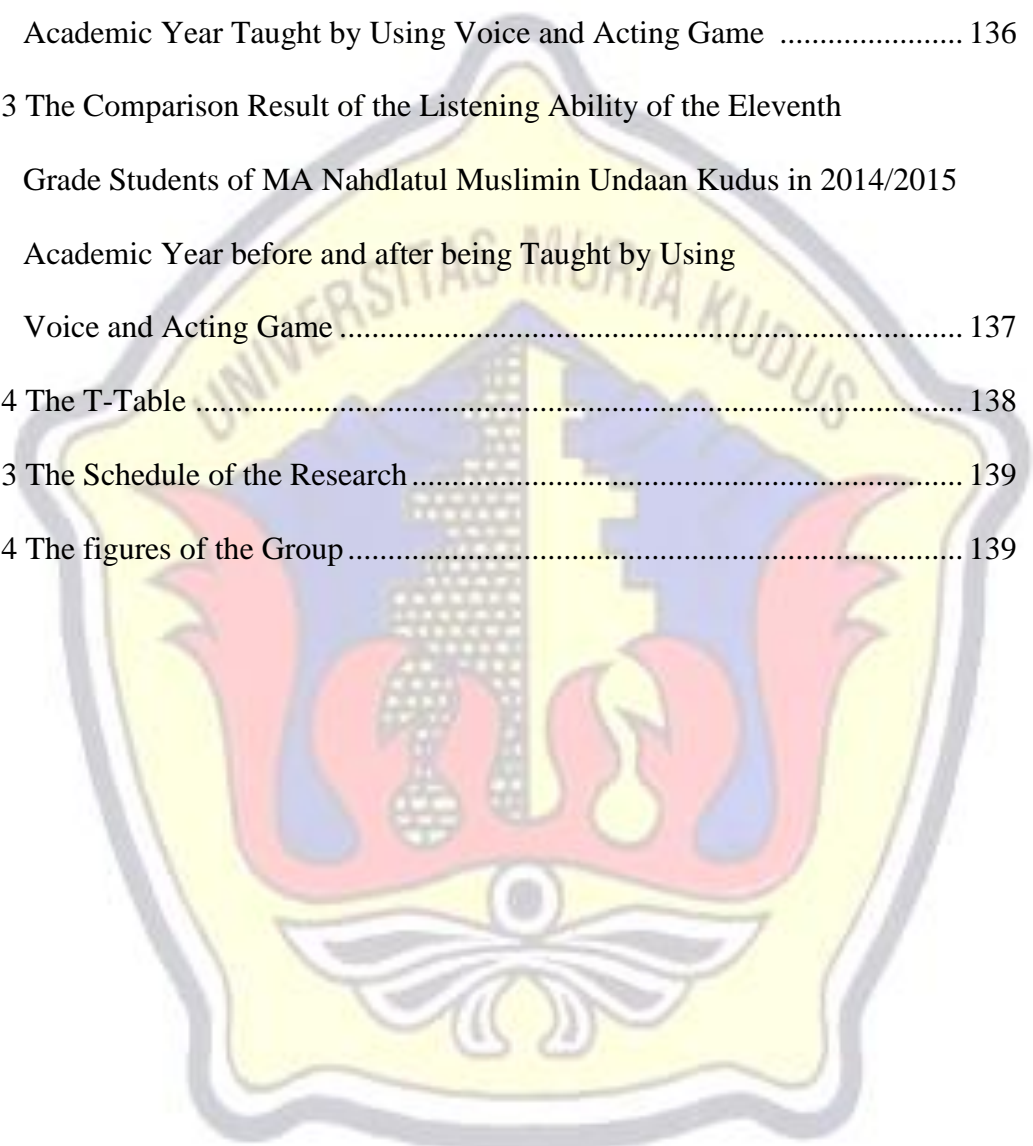 Academic Year Taught by Using Voice and Acting Game ....................... 136
3 The Comparison Result of the Listening Ability of the Eleventh
Grade Students of MA Nahdlatul Muslimin Undaan Kudus in 2014/2015
Academic Year before and after being Taught by Using
Voice and Acting Game ............................................................................... 137
4 The T-Table ................................................................................................. 138
3 The Schedule of the Research ...................................................................... 139
4 The figures of the Group .............................................................................. 139
UNIVERSITAS MURIA KUDUS